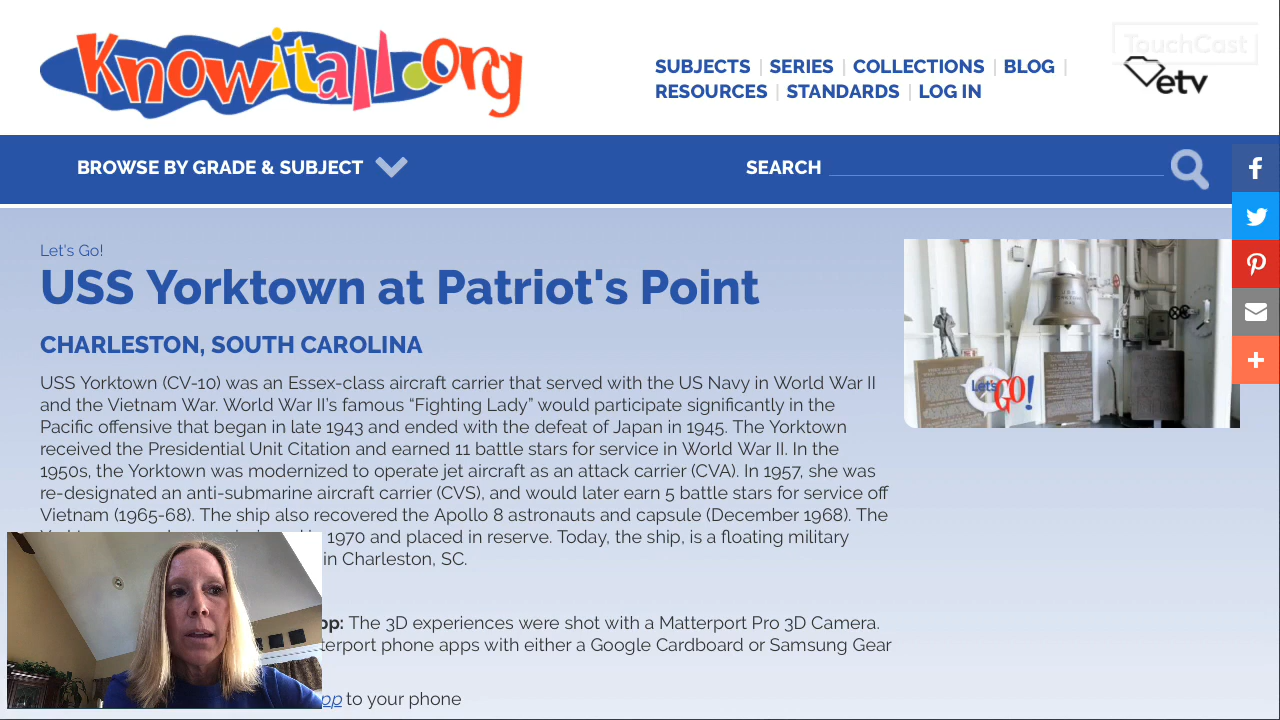 Knowitall.org
TouchCast
SUBJECTS | SERIES | COLLECTIONS | BLOG |
RESOURCES | STANDARDS | LOG IN
etv
BROWSE BY GRADE & SUBJECT
SEARCH
Let's Go!
USS Yorktown at Patriot's Point
CHARLESTON, SOUTH CAROLINA
USS Yorktown (CV-10) was an Essex-class aircraft carrier that served with the US Navy in World War II
and the Vietnam War. World War II's famous “Fighting Lady” would participate significantly in the
Pacific offensive that began in late 1943 and ended with the defeat of Japan in 1945. The Yorktown
received the Presidential Unit Citation and earned 11 battle stars for service in World War II. In the
1950s, the Yorktown was modernized to operate jet aircraft as an attack carrier (CVA). In 1957, she was
re-designated an anti-submarine aircraft carrier (CVS), and would later earn 5 battle stars for service off
Vietnam (1965-68). The ship also recovered the Apollo 8 astronauts and capsule (December 1968). The
1970 and placed in reserve. Today, the ship, is a floating military
in Charleston, SC.
pp: The 3D experiences were shot with a Matterport Pro 3D Camera.
terport phone apps with either a Google Cardboard or Samsung Gear
pp to your phone
Let's GO!